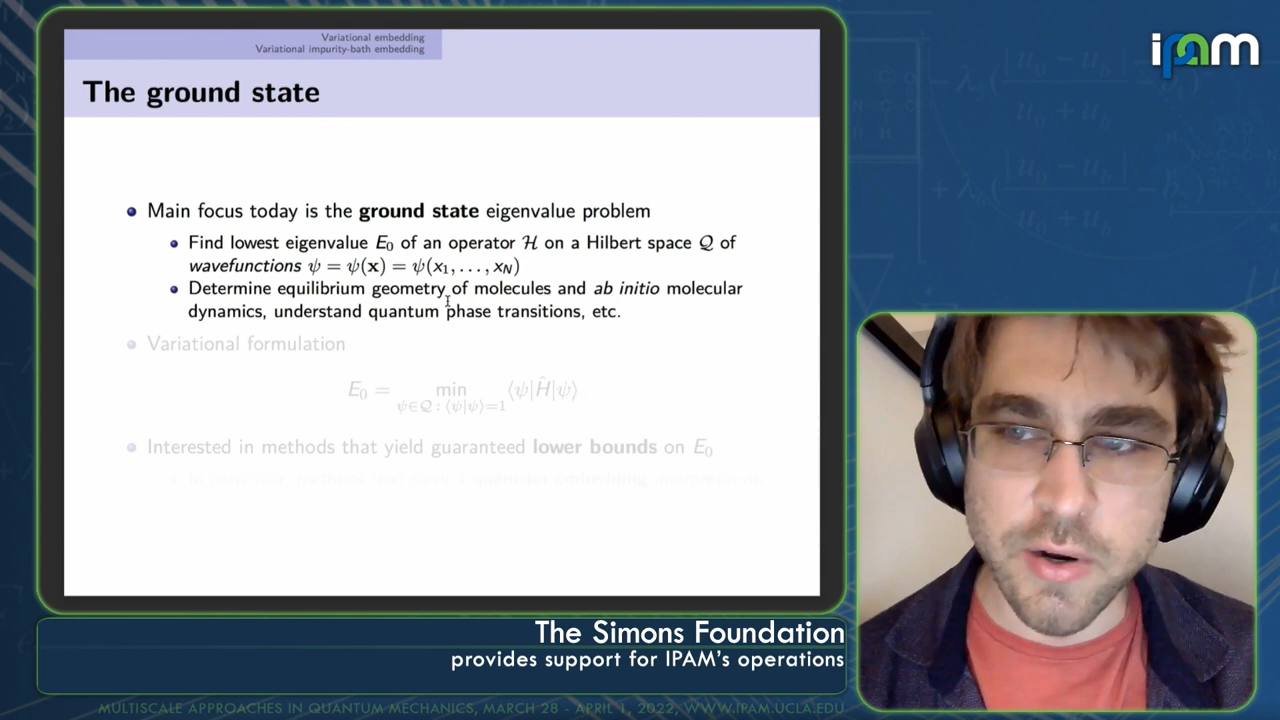 Variational embedding
Variational impurity-bath embedding
The ground state
Main focus today is the ground state eigenvalue problem
Find lowest eigenvalue E₀ of an operator ℋ on a Hilbert space 𝒬 of
wavefunctions ψ = ψ(x) = ψ(x₁, . . . , x_N)
Determine equilibrium geometry of molecules and ab initio molecular
dynamics, understand quantum phase transitions, etc.
Variational formulation
E₀ = min ⟨ψ|Ĥ|ψ⟩
ψ∈𝒬 : ⟨ψ|ψ⟩=1
Interested in methods that yield guaranteed lower bounds on E₀
ipam
The Simons Foundation
provides support for IPAM's operations
MULTISCALE APPROACHES IN QUANTUM MECHANICS, MARCH 28 - APRIL 1, 2022, WWW.IPAM.UCLA.EDU